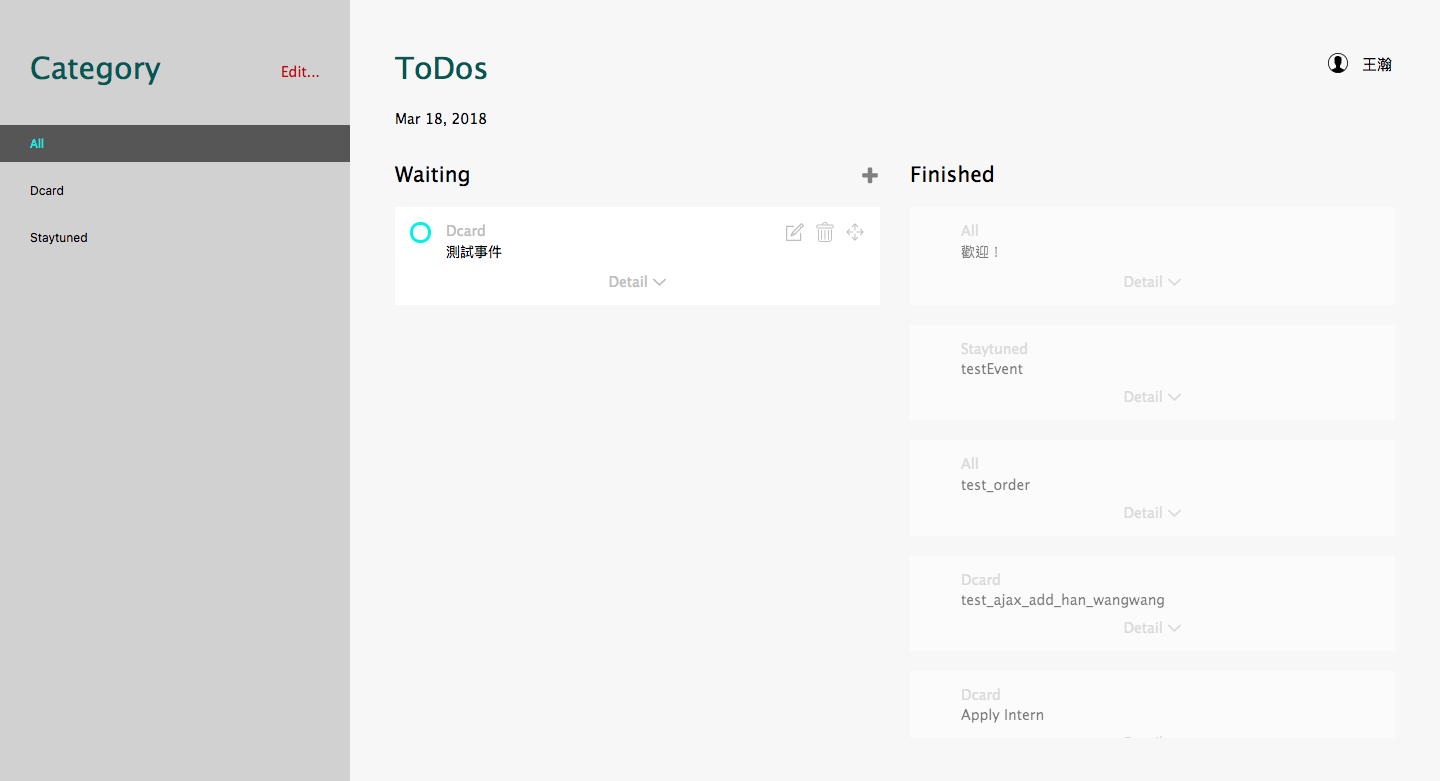 Category
Edit...
All
Dcard
Staytuned
ToDos
王瀚
Mar 18, 2018
Waiting
Dcard
測試事件
Detail
Finished
All
歡迎！
Detail
Staytuned
testEvent
Detail
All
test_order
Detail
Dcard
test_ajax_add_han_wangwang
Detail
Dcard
Apply Intern